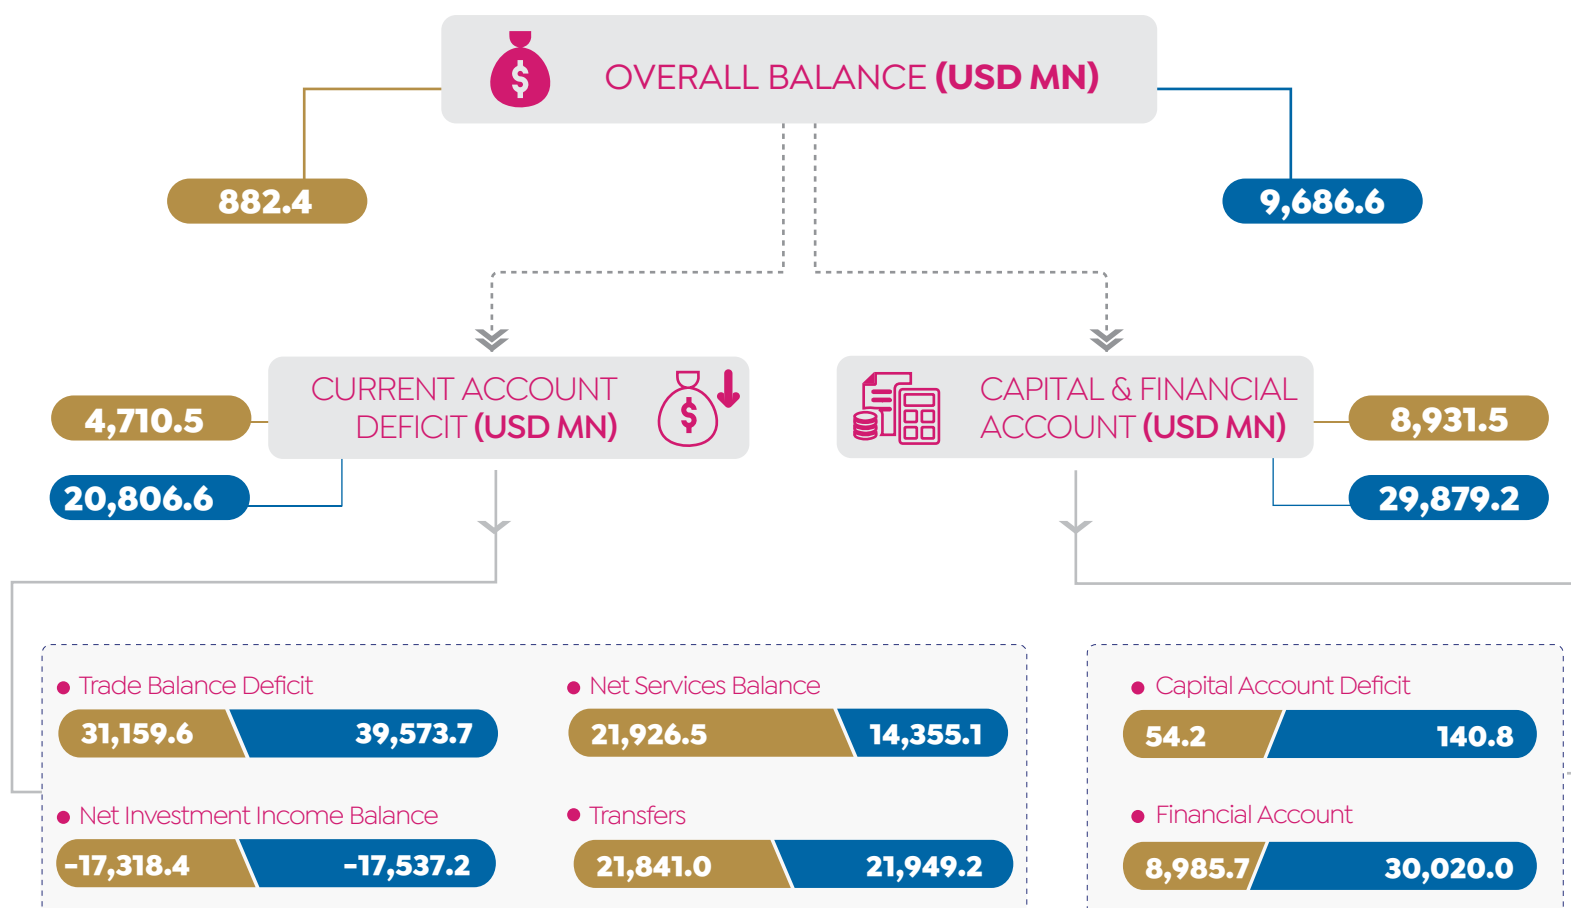 OVERALL BALANCE (USD MN)
882.4
9,686.6
CURRENT ACCOUNT
DEFICIT (USD MN)
$
4,710.5
20,806.6
CAPITAL & FINANCIAL
ACCOUNT (USD MN)
8,931.5
29,879.2
Trade Balance Deficit
31,159.6 39,573.7
Net Services Balance
21,926.5 14,355.1
Net Investment Income Balance
-17,318.4 -17,537.2
Transfers
21,841.0 21,949.2
Capital Account Deficit
54.2 140.8
Financial Account
8,985.7 30,020.0